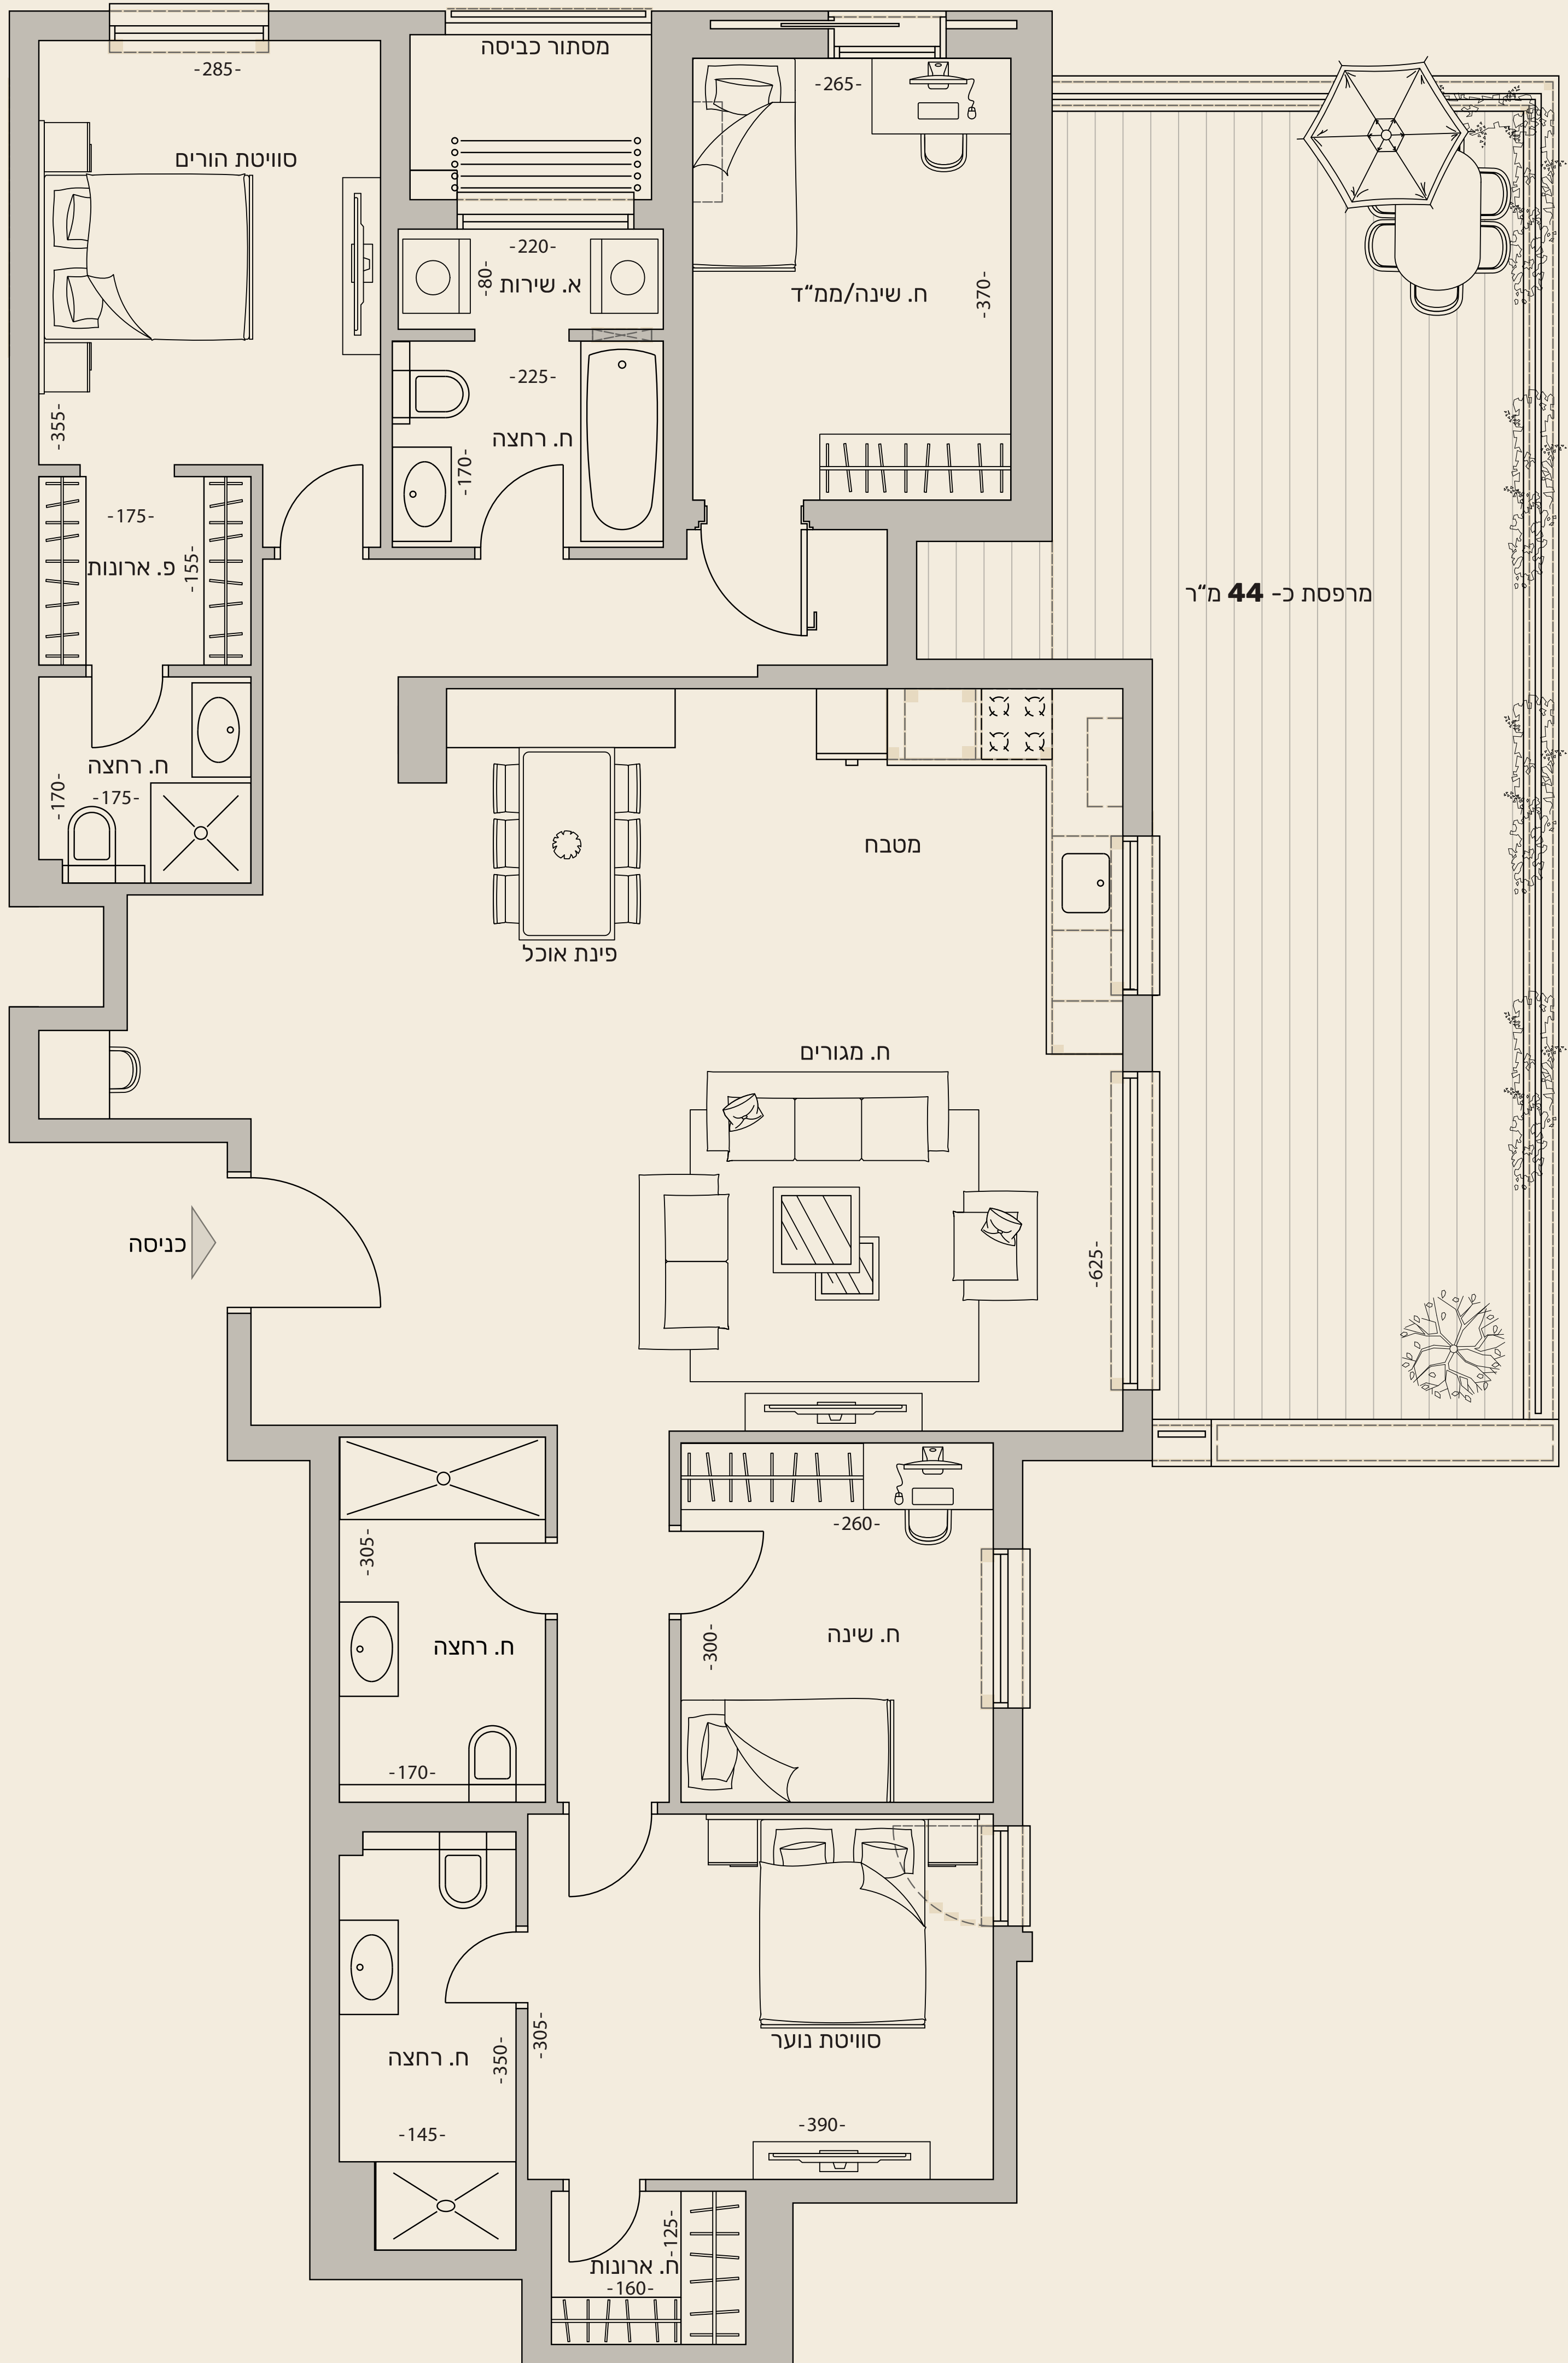 מסתור כביסה
-285-
-265-
סוויטת הורים
-220-
א. שירות
-80-
ח. שינה/ממ״ד
-370-
-225-
ח. רחצה
-170-
-355-
-175-
פ. ארונות
-155-
מרפסת כ- 44 מ״ר
ח. רחצה
-175-
-170-
מטבח
פינת אוכל
ח. מגורים
כניסה
-625-
-260-
-305-
ח. שינה
-300-
ח. רחצה
-170-
סוויטת נוער
-305-
ח. רחצה
-350-
-390-
-145-
-125-
ח. ארונות
-160-